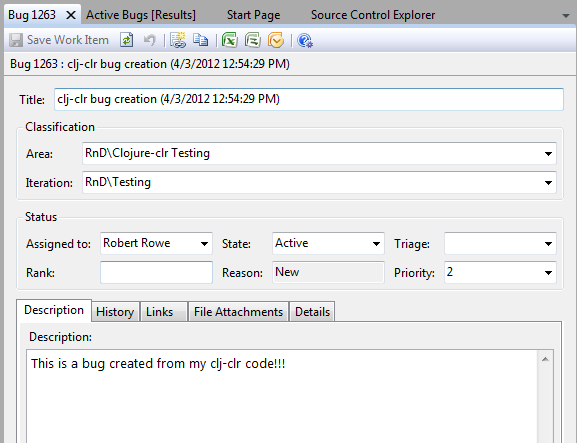 Bug 1263 Active Bugs [Results] Start Page Source Control Explorer
Save Work Item
Bug 1263 : clj-clr bug creation (4/3/2012 12:54:29 PM)
Title: clj-clr bug creation (4/3/2012 12:54:29 PM)
Classification
Area: RnD\Clojure-clr Testing
Iteration: RnD\Testing
Status
Assigned to: Robert Rowe State: Active Triage:
Rank: Reason: New Priority: 2
Description History Links File Attachments Details
Description:
This is a bug created from my clj-clr code!!!